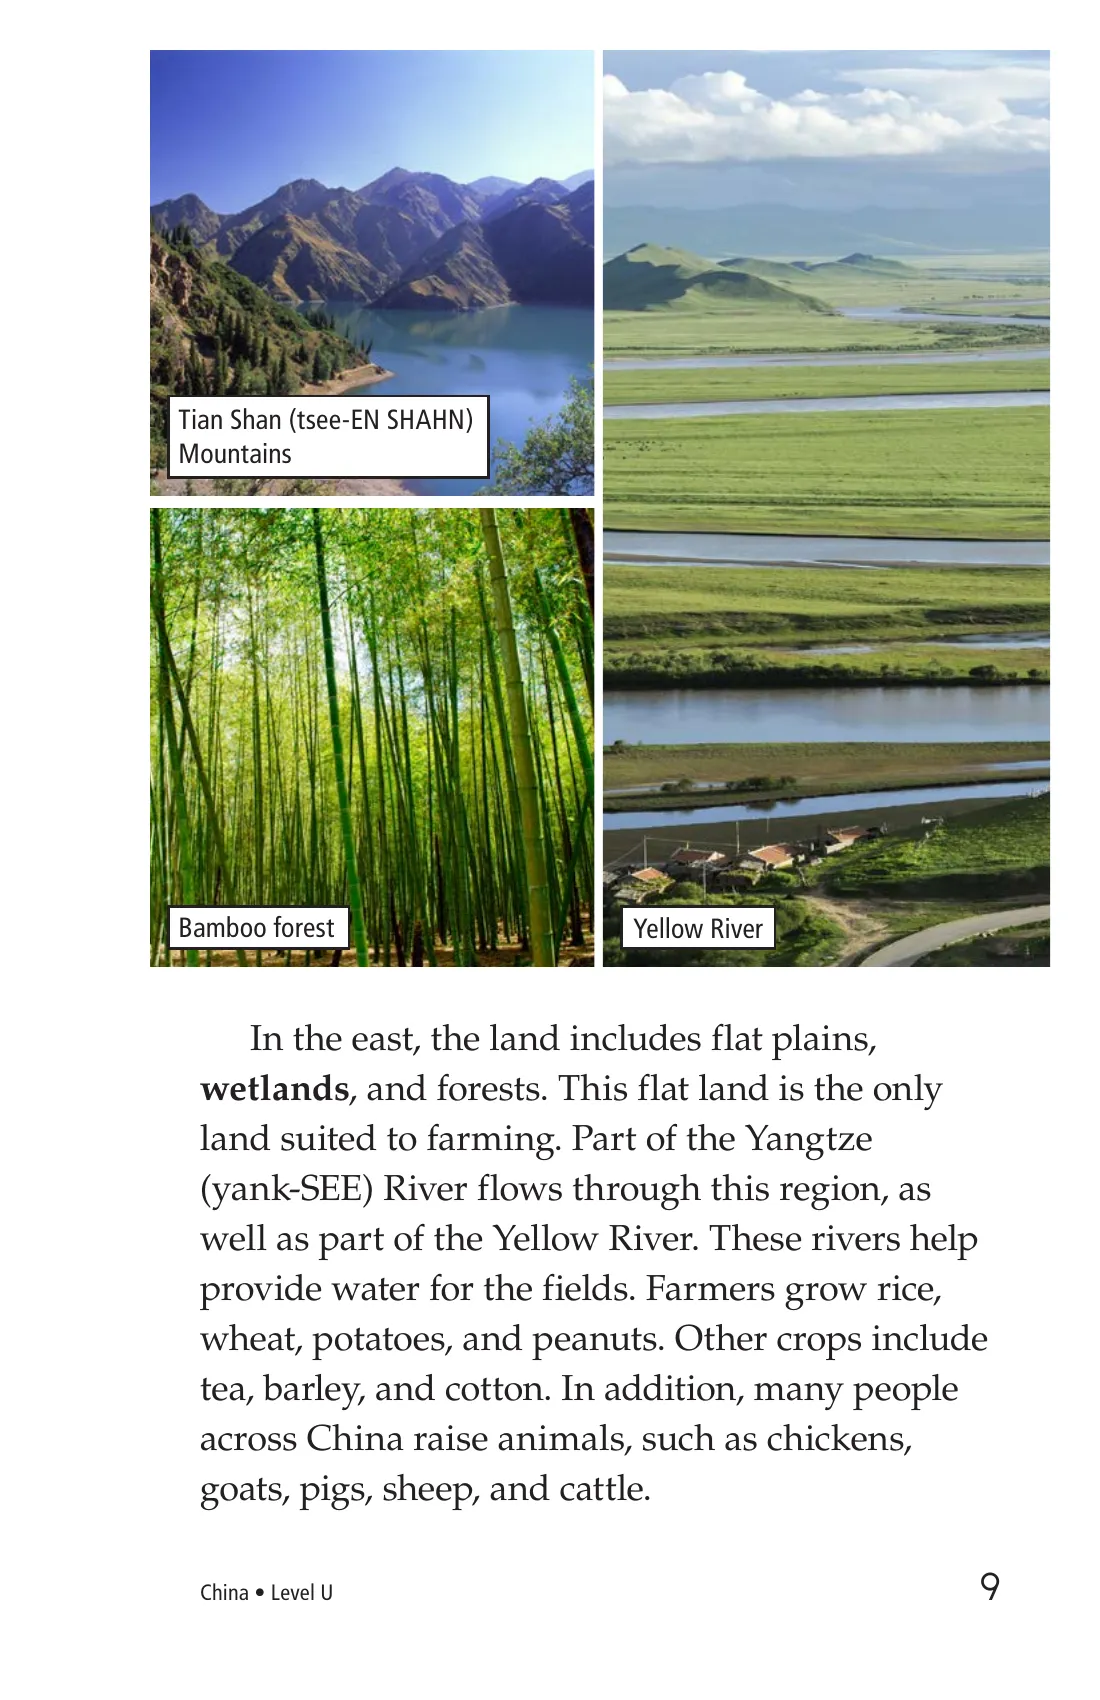 Tian Shan (tsee-EN SHAHN)
Mountains
Bamboo forest
Yellow River
In the east, the land includes flat plains,
wetlands, and forests. This flat land is the only
land suited to farming. Part of the Yangtze
(yank-SEE) River flows through this region, as
well as part of the Yellow River. These rivers help
provide water for the fields. Farmers grow rice,
wheat, potatoes, and peanuts. Other crops include
tea, barley, and cotton. In addition, many people
across China raise animals, such as chickens,
goats, pigs, sheep, and cattle.
China • Level U
9